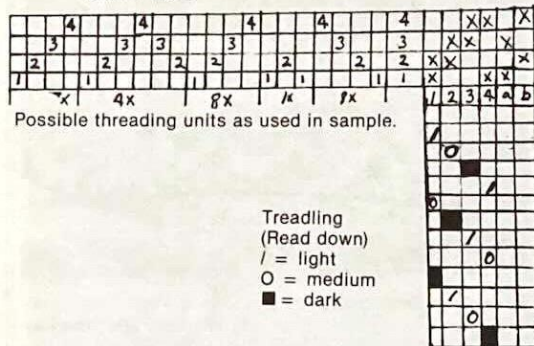 4 4 4 4 4 X X X
3 3 3 3 3 3 X X X
2 2 2 2 2 2 2 X X X
1 1 1 1 1 1 1 X X X
x 4x 8x 1 2 3 4 a b
Possible threading units as used in sample.
/
O
■
/
O
■
/
O
■
/
O
■
Treadling
(Read down)
/ = light
O = medium
■ = dark